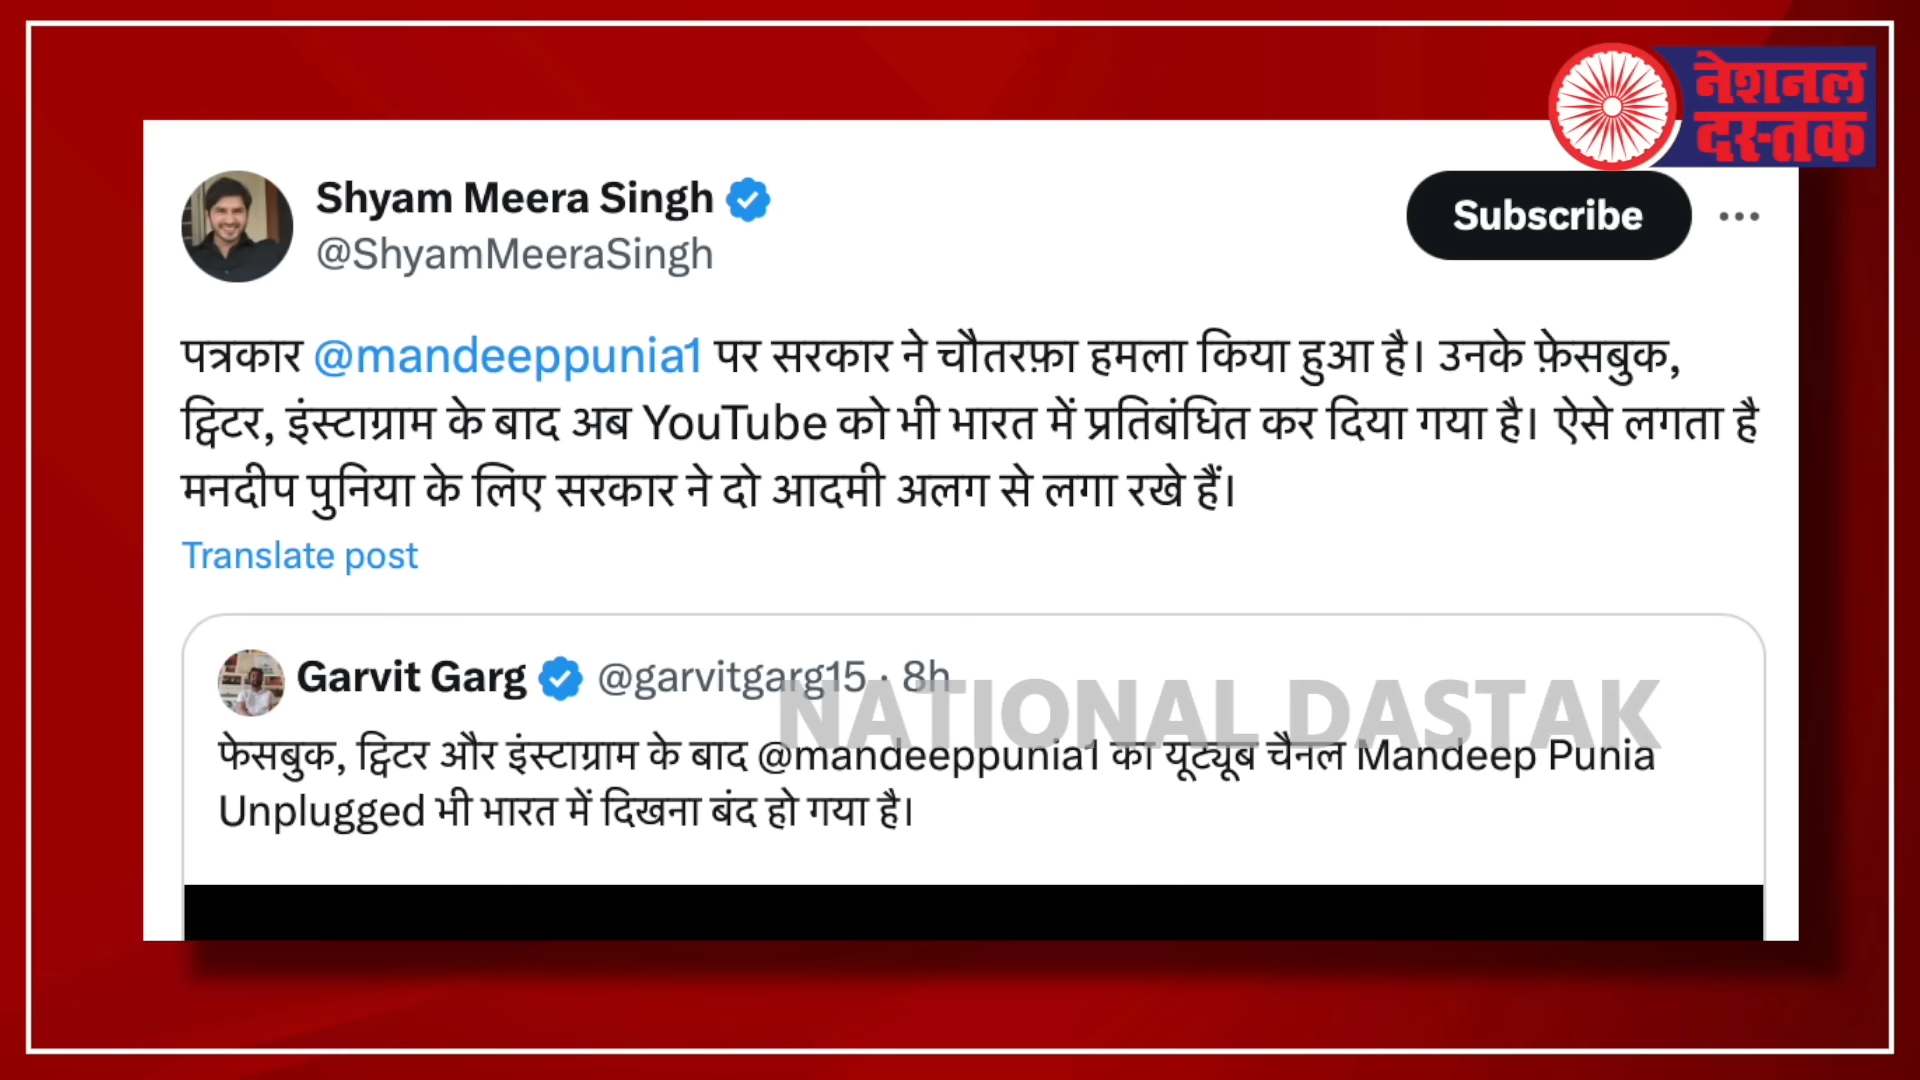 नेशनल
दस्तक
Shyam Meera Singh
@ShyamMeeraSingh
Subscribe
पत्रकार @mandeeppunia1 पर सरकार ने चौतरफ़ा हमला किया हुआ है। उनके फ़ेसबुक,
ट्विटर, इंस्टाग्राम के बाद अब YouTube को भी भारत में प्रतिबंधित कर दिया गया है। ऐसे लगता है
मनदीप पुनिया के लिए सरकार ने दो आदमी अलग से लगा रखे हैं।
Translate post
Garvit Garg @garvitgarg15 · 8h
NATIONAL DASTAK
फेसबुक, ट्विटर और इंस्टाग्राम के बाद @mandeeppunia1 का यूट्यूब चैनल Mandeep Punia
Unplugged भी भारत में दिखना बंद हो गया है।